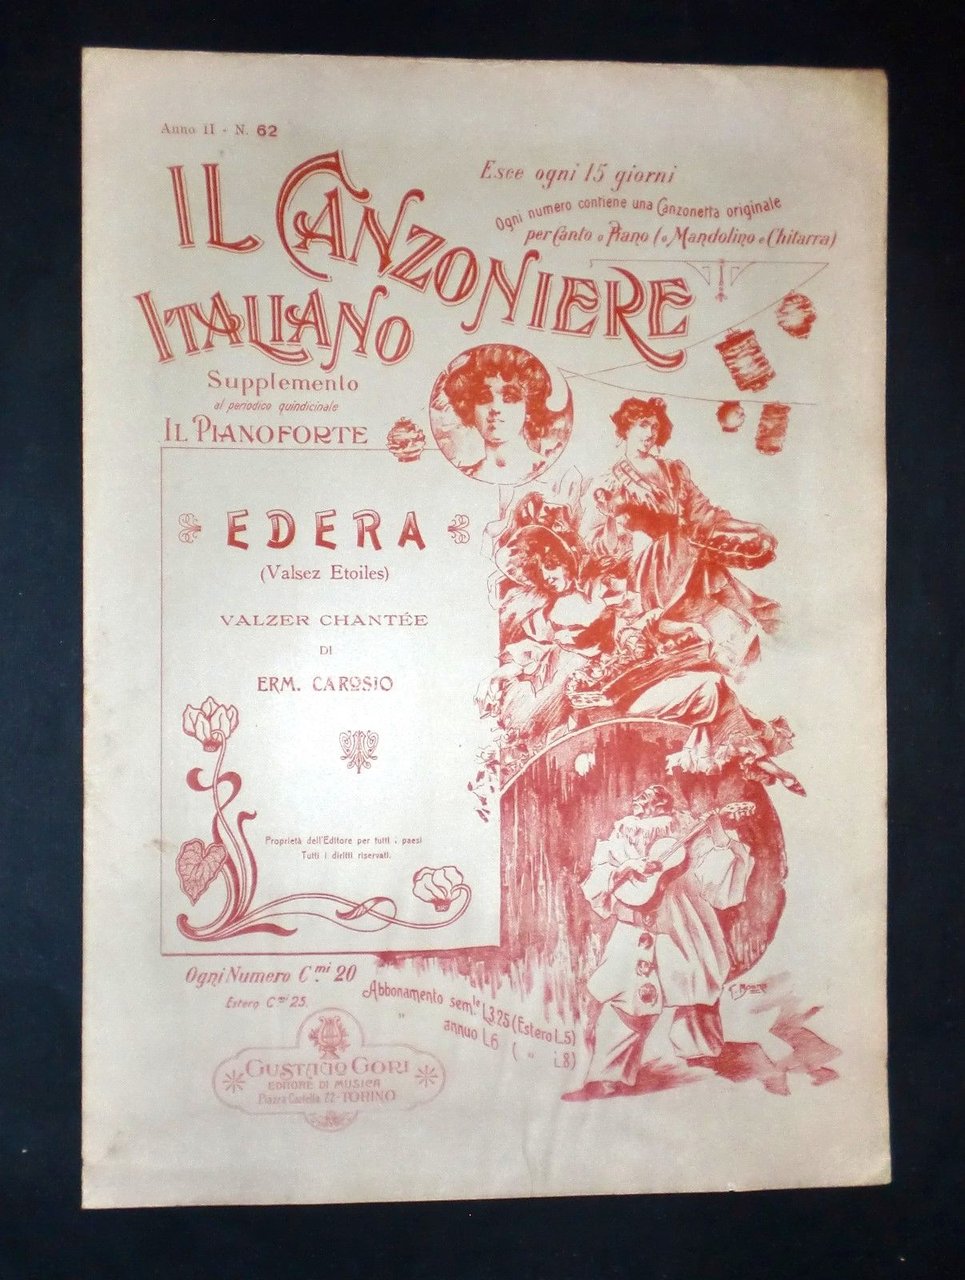 Anno II - N. 62
IL CANZONIERE
ITALIANO
Esce ogni 15 giorni
Ogni numero contiene una Canzonetta originale
per Canto e Piano (o Mandolino e Chitarra)
Supplemento
al periodico quindicinale
IL PIANOFORTE
EDERA
(Valsez Etoiles)
VALZER CHANTÉE
DI
ERM. CAROSIO
Proprietà dell'Editore per tutti i paesi
Tutti i diritti riservati.
Ogni Numero C.mi 20
Estero C.mi 25.
Abbonamento sem.le L.3.25 (Estero L.5)
" annuo L.6 ( " L.8)
GUSTAVO GORI
EDITORE DI MUSICA
Piazza Castello, 22 - TORINO